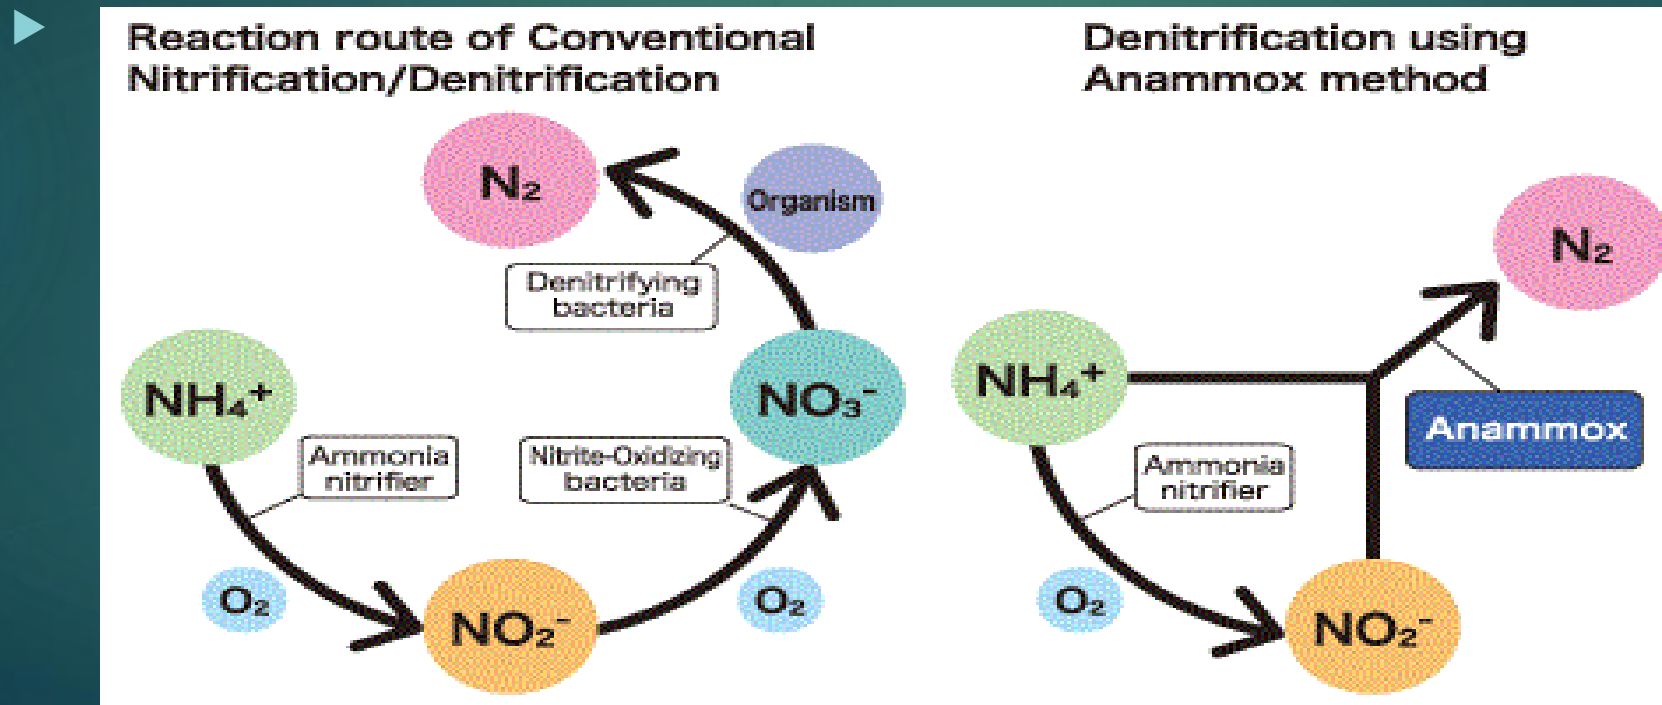 Reaction route of Conventional
Nitrification/Denitrification
N₂
Organism
Denitrifying
bacteria
NH₄⁺
NO₃⁻
Ammonia
nitrifier
Nitrite-Oxidizing
bacteria
O₂
O₂
NO₂⁻
Denitrification using
Anammox method
N₂
NH₄⁺
Anammox
Ammonia
nitrifier
O₂
NO₂⁻